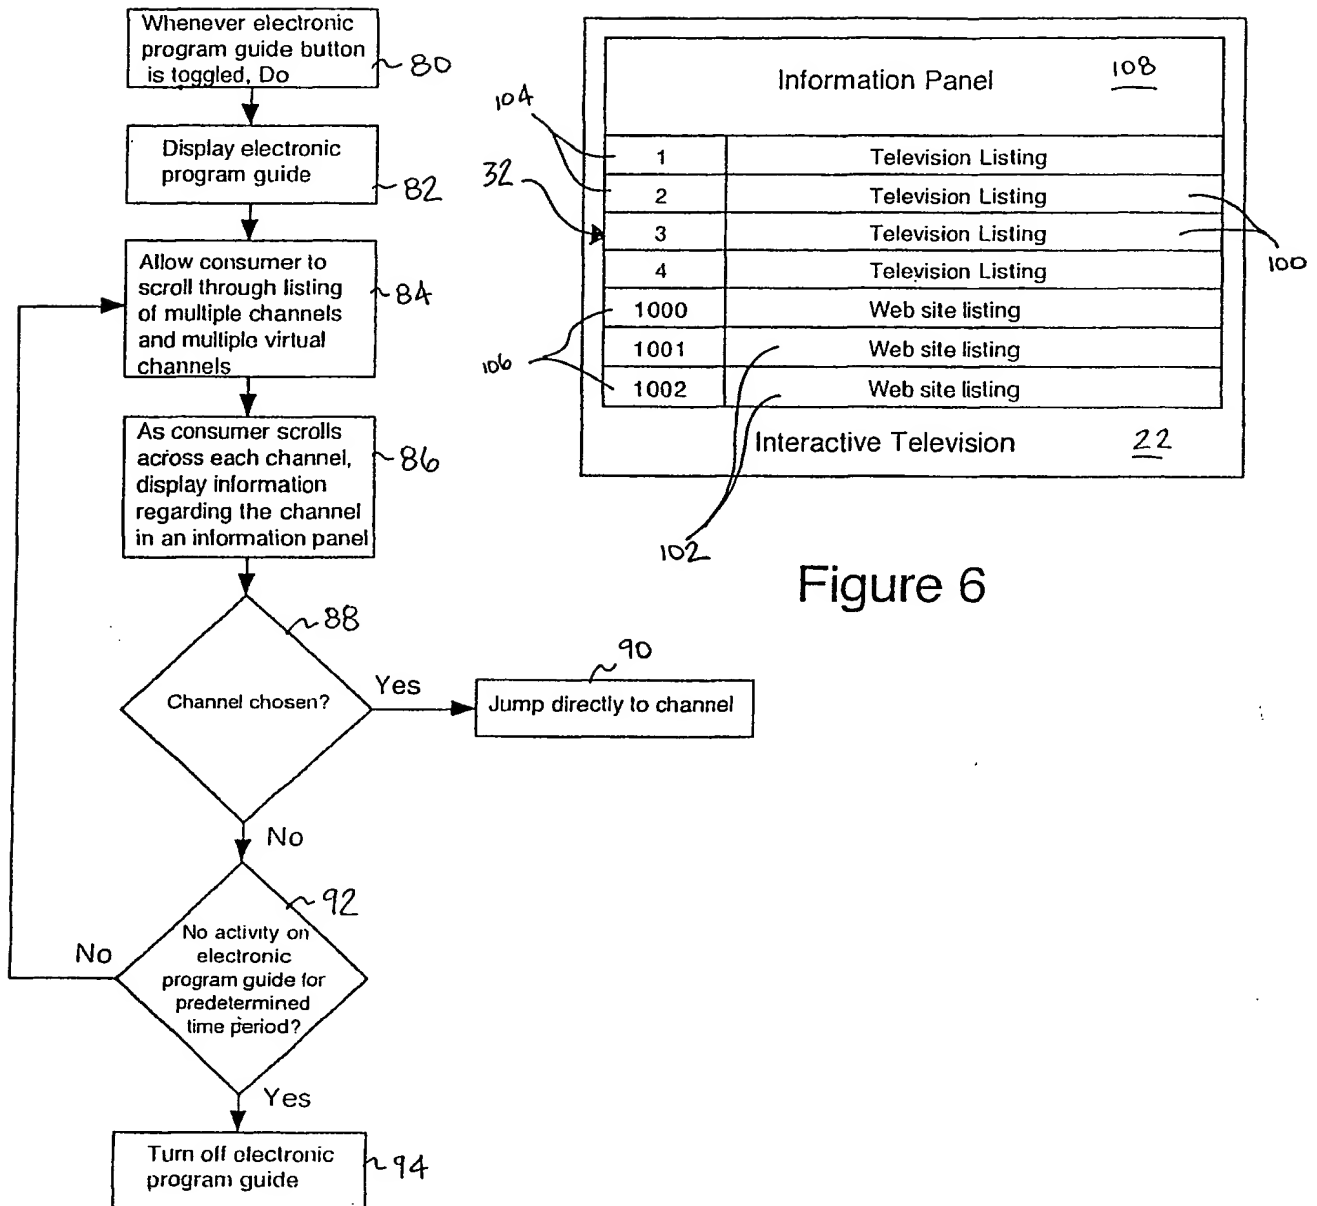 Whenever electronic
program guide button
is toggled, Do
80
Display electronic
program guide
82
Allow consumer to
scroll through listing
of multiple channels
and multiple virtual
channels
84
As consumer scrolls
across each channel,
display information
regarding the channel
in an information panel
86
88
Channel chosen?
Yes
90
Jump directly to channel
No
92
No activity on
electronic
program guide for
predetermined
time period?
No
Yes
Turn off electronic
program guide
94
Information Panel 108
104
32
1 Television Listing
2 Television Listing
3 Television Listing
4 Television Listing
100
1000 Web site listing
1001 Web site listing
1002 Web site listing
106
Interactive Television 22
102
Figure 6